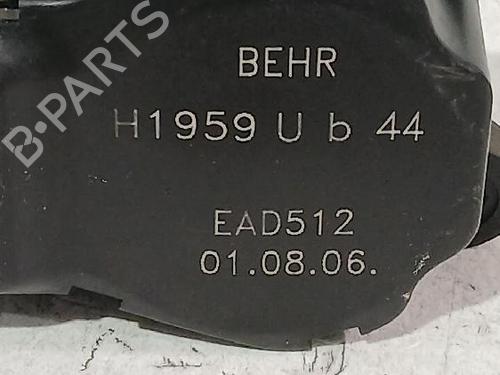 B-PARTS
BEHR
H1959 U b 44
EAD512
01.08.06.